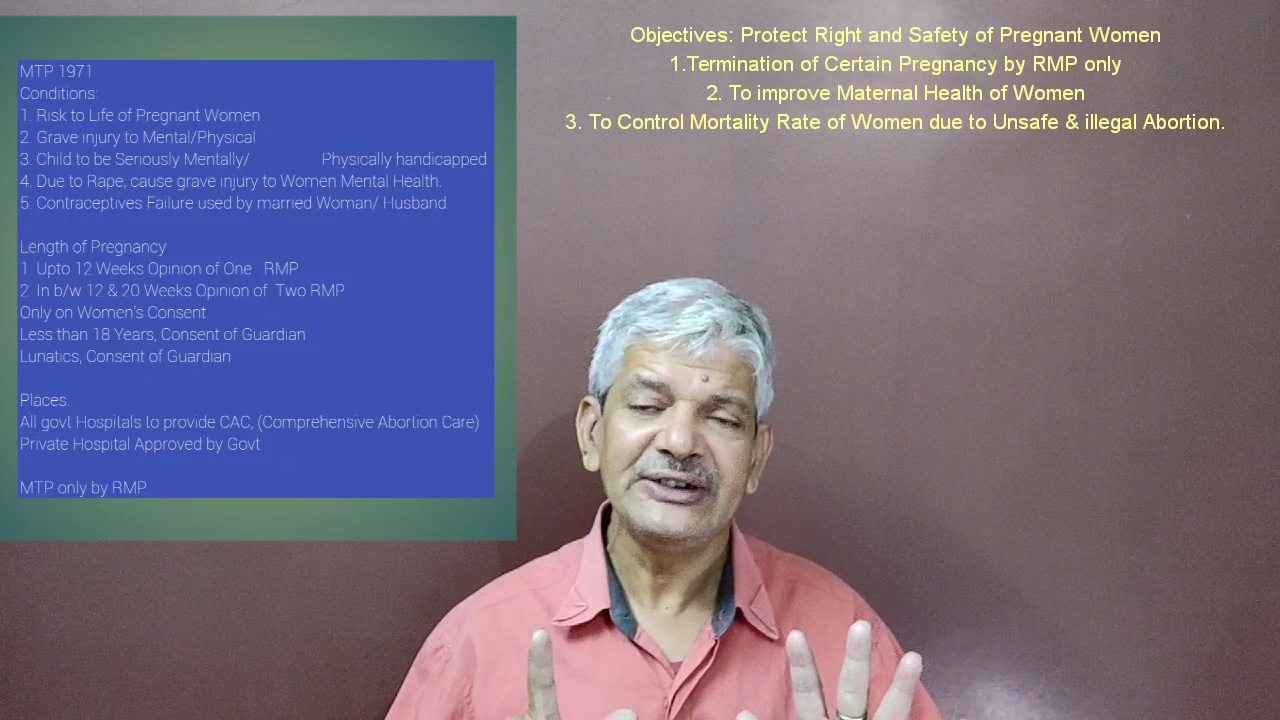 MTP 1971
Conditions:
1. Risk to Life of Pregnant Women
2. Grave injury to Mental/Physical
3. Child to be Seriously Mentally/ Physically handicapped
4. Due to Rape, cause grave injury to Women Mental Health.
5. Contraceptives Failure used by married Woman/ Husband
Length of Pregnancy
1. Upto 12 Weeks Opinion of One RMP
2. In b/w 12 & 20 Weeks Opinion of Two RMP
Only on Women's Consent
Less than 18 Years, Consent of Guardian
Lunatics, Consent of Guardian
Places.
All govt Hospitals to provide CAC, (Comprehensive Abortion Care)
Private Hospital Approved by Govt
MTP only by RMP
Objectives: Protect Right and Safety of Pregnant Women
1.Termination of Certain Pregnancy by RMP only
2. To improve Maternal Health of Women
3. To Control Mortality Rate of Women due to Unsafe & illegal Abortion.